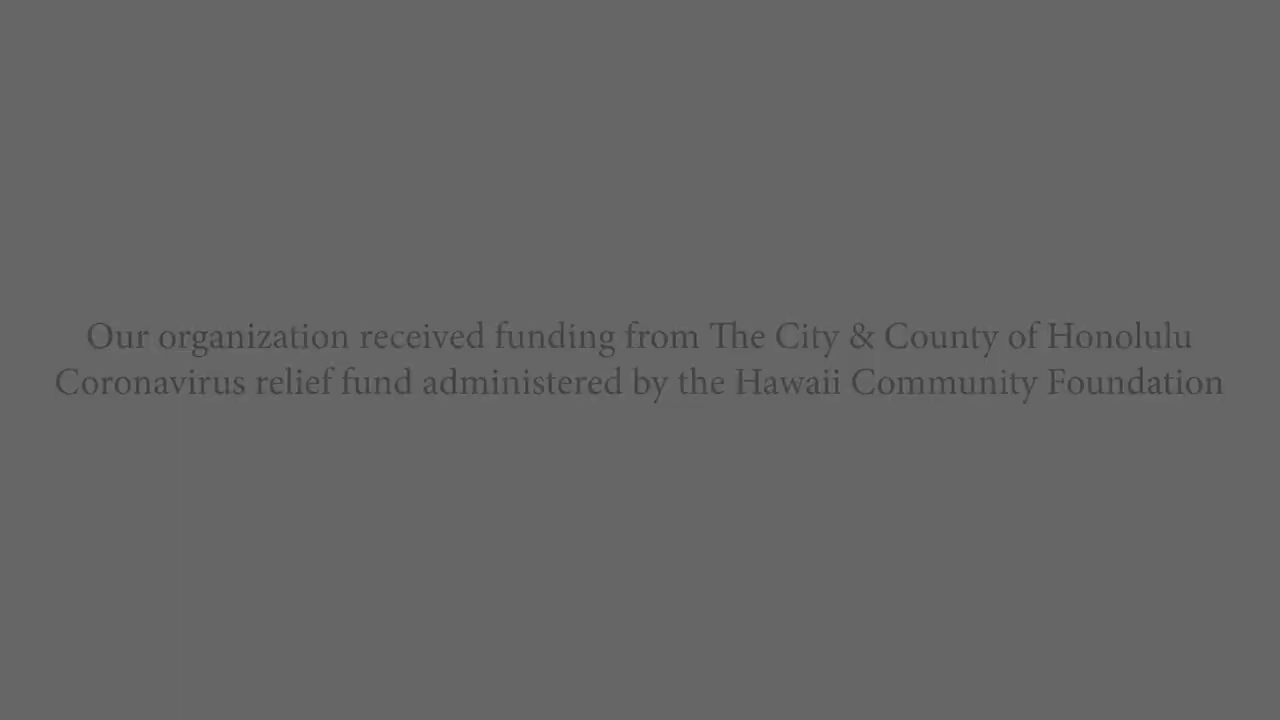 Our organization received funding from The City & County of Honolulu
Coronavirus relief fund administered by the Hawaii Community Foundation